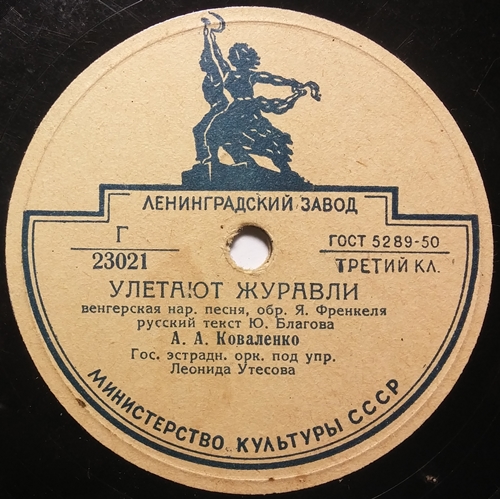 ЛЕНИНГРАДСКИЙ ЗАВОД
Г
23021
ГОСТ 5289-50
ТРЕТИЙ КЛ.
УЛЕТАЮТ ЖУРАВЛИ
венгерская нар. песня, обр. Я. Френкеля
русский текст Ю. Благова
А. А. Коваленко
Гос. эстрадн. орк. под упр.
Леонида Утесова
МИНИСТЕРСТВО КУЛЬТУРЫ СССР